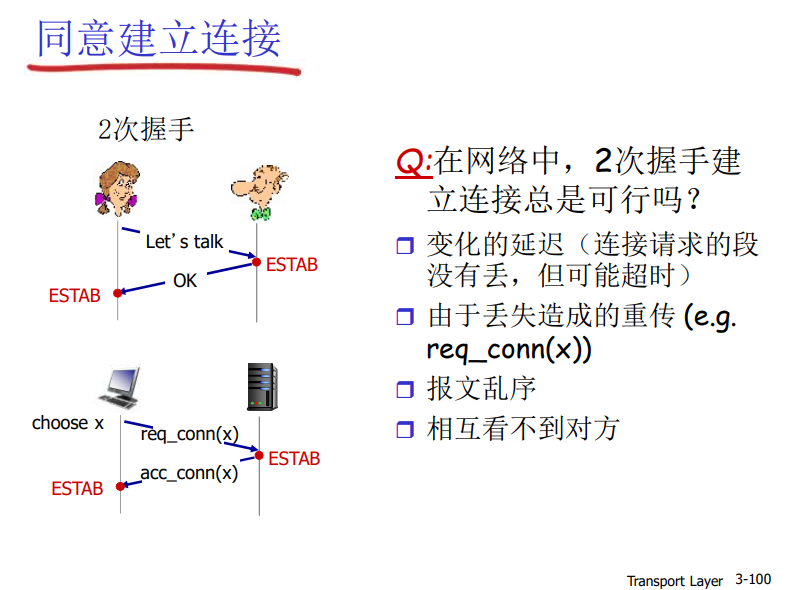 同意建立连接
2次握手
Let's talk
ESTAB
OK
ESTAB
choose x
req_conn(x)
ESTAB
acc_conn(x)
ESTAB
Q:在网络中，2次握手建
立连接总是可行吗？
变化的延迟（连接请求的段
没有丢，但可能超时）
由于丢失造成的重传 (e.g.
req_conn(x))
报文乱序
相互看不到对方
Transport Layer 3-100